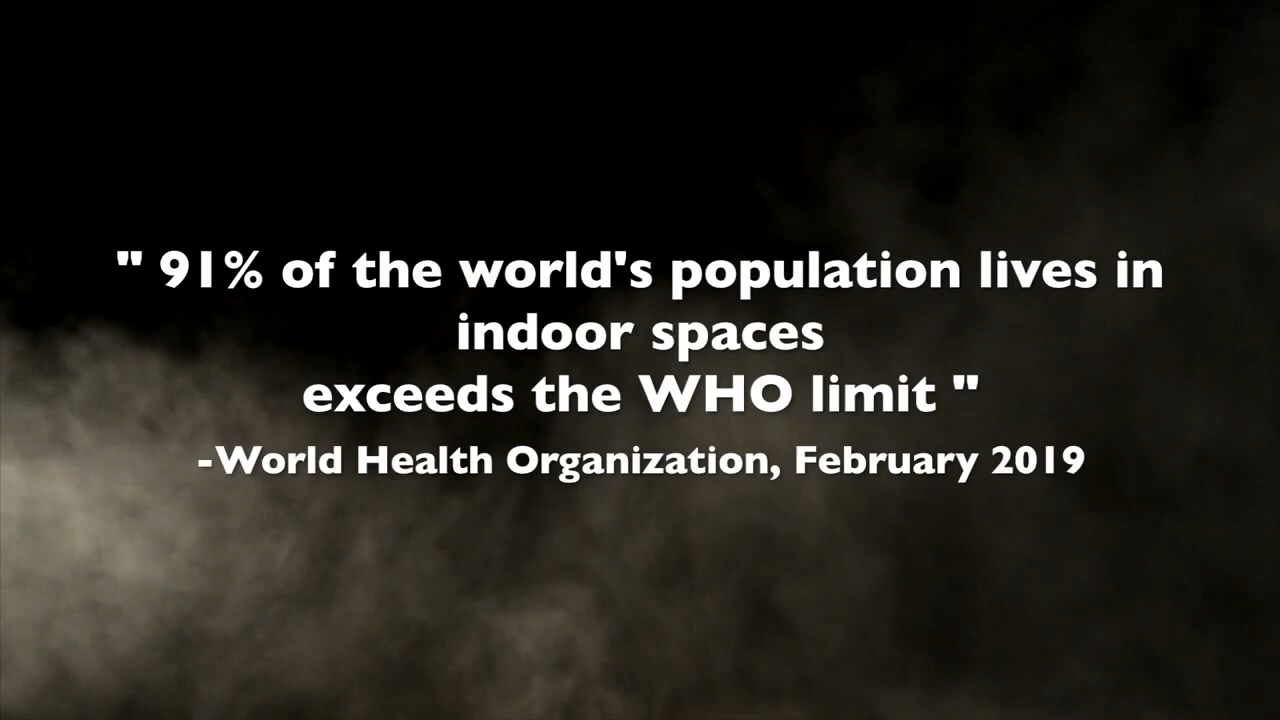 " 91% of the world's population lives in
indoor spaces
exceeds the WHO limit "
-World Health Organization, February 2019